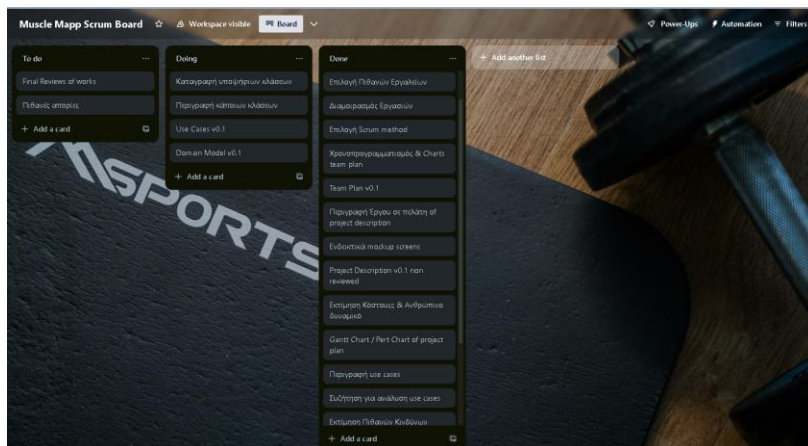 Muscle Mapp Scrum Board
Workspace visible
Board
Power-Ups
Automation
Filters
To do
Final Reviews of works
Πιθανές απορίες
+ Add a card
Doing
Καταγραφή υποψήφιων κλάσεων
Περιγραφή κάποιων κλάσεων
Use Cases v0.1
Domain Model v0.1
+ Add a card
Done
Επιλογή Πιθανών Εργαλείων
Διαμοιρασμός Εργασιών
Επιλογή Scrum method
Χρονοπρογραμματισμός & Charts
team plan
Team Plan v0.1
Περιγραφή Έργου σε πελάτη of
project description
Ενδεικτικά mockup screens
Project Description v0.1 non
reviewed
Εκτίμηση Κόστους & Ανθρώπινο
δυναμικό
Gantt Chart / Pert Chart of project
plan
Περιγραφή use cases
Συζήτηση για ανάλυση use cases
Εκτίμηση Πιθανών Κινδύνων
+ Add a card
+ Add another list
SPORTS